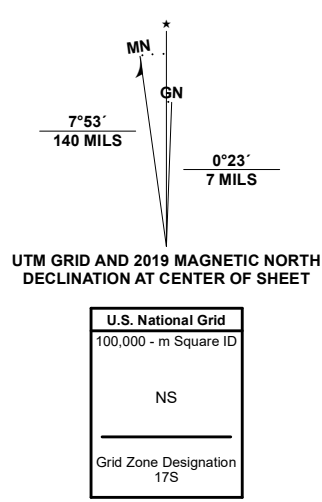 MN
GN
7°53´
140 MILS
0°23´
7 MILS
UTM GRID AND 2019 MAGNETIC NORTH
DECLINATION AT CENTER OF SHEET
U.S. National Grid
100,000 - m Square ID
NS
Grid Zone Designation
17S